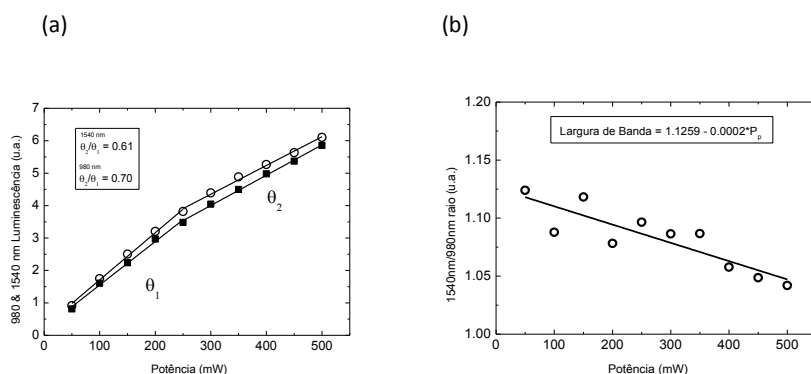 (a)
(b)
7
6
5
4
3
2
1
0
980 & 1540 nm Luminescência (u.a.)
1540 nm
θ2/θ1 = 0.61
980 nm
θ2/θ1 = 0.70
θ1
θ2
0 100 200 300 400 500
Potência (mW)
1.20
1.15
1.10
1.05
1.00
1540nm/980nm raio (u.a.)
Largura de Banda = 1.1259 - 0.0002*Pp
0 100 200 300 400 500
Potência (mW)